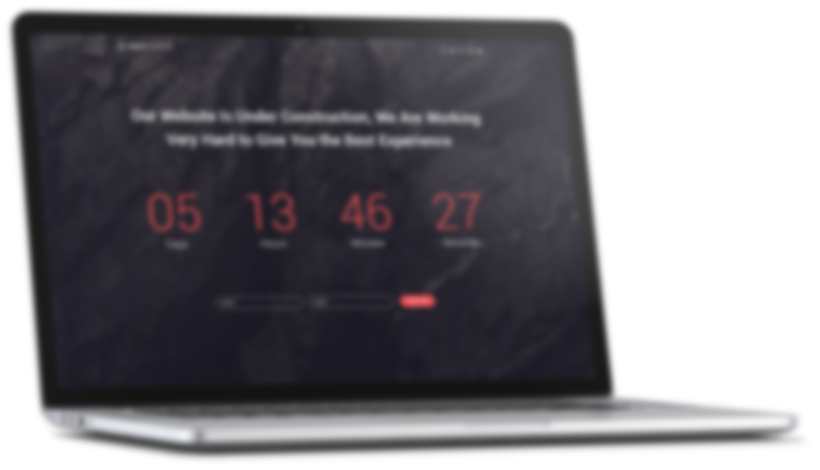 Our Website Is Under Construction, We Are Working
Very Hard to Give You the Best Experience
05 13 46 27
Days Hours Minutes Seconds